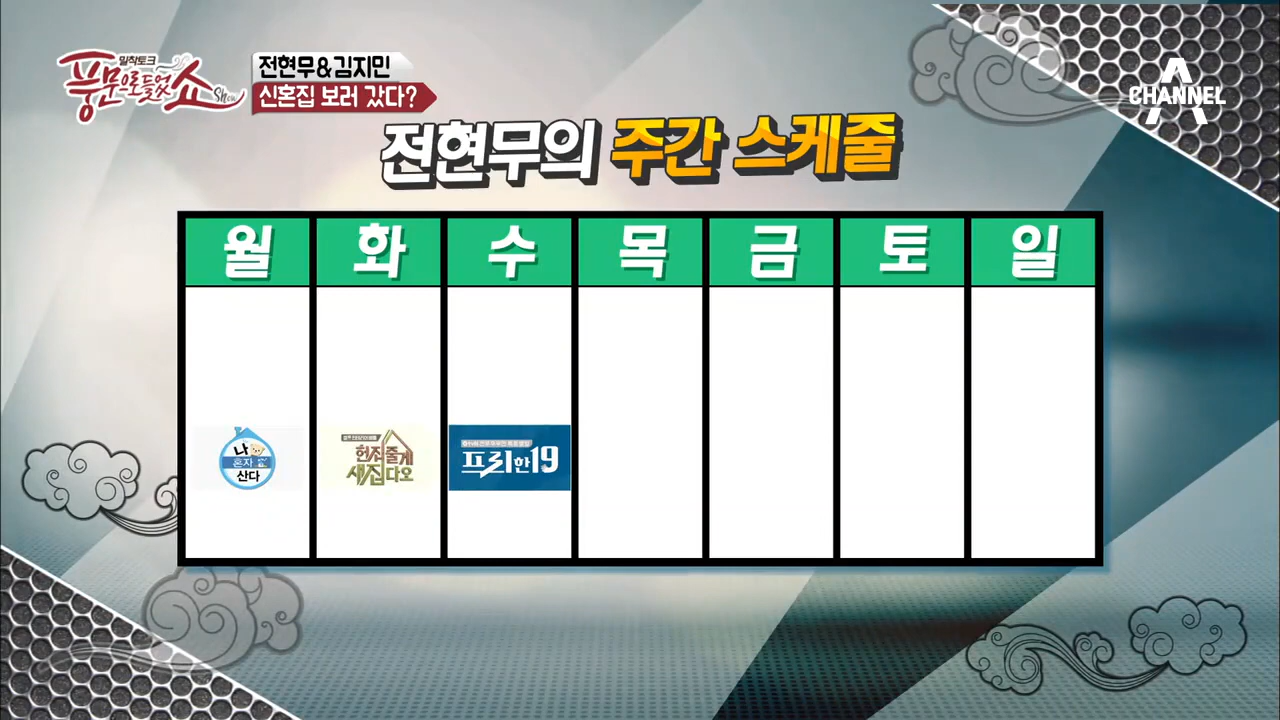 밀착토크
풍문으로들었쇼
Show
전현무&김지민
신혼집 보러 갔다?
CHANNEL A
전현무의 주간 스케줄
월 화 수 목 금 토 일
나
혼자
산다
헌집줄게
새집다오
프리한19